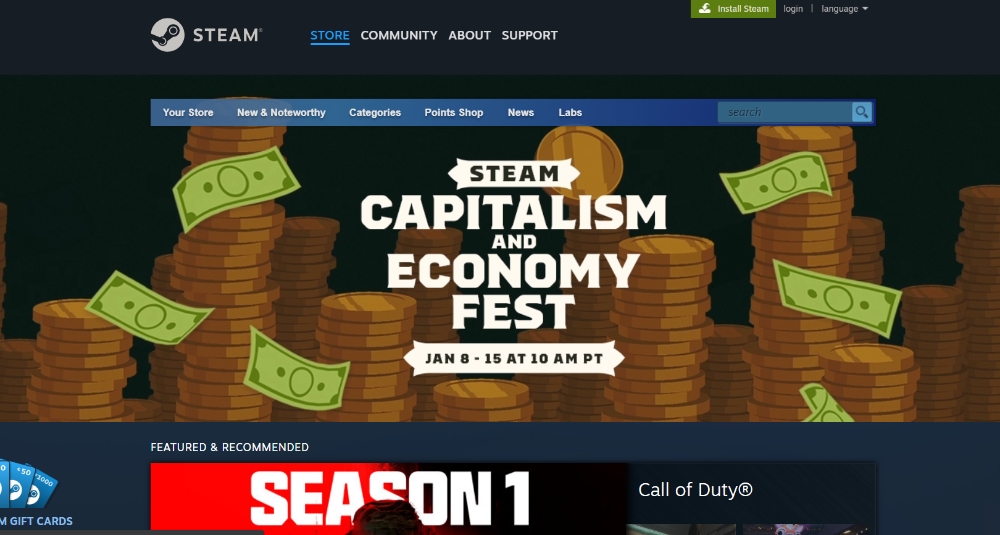 Install Steam login | language
STEAM®
STORE COMMUNITY ABOUT SUPPORT
Your Store New & Noteworthy Categories Points Shop News Labs search
STEAM
CAPITALISM
AND
ECONOMY
FEST
JAN 8 - 15 AT 10 AM PT
FEATURED & RECOMMENDED
0 €50 1000
M GIFT CARDS
SEASON 1
Call of Duty®